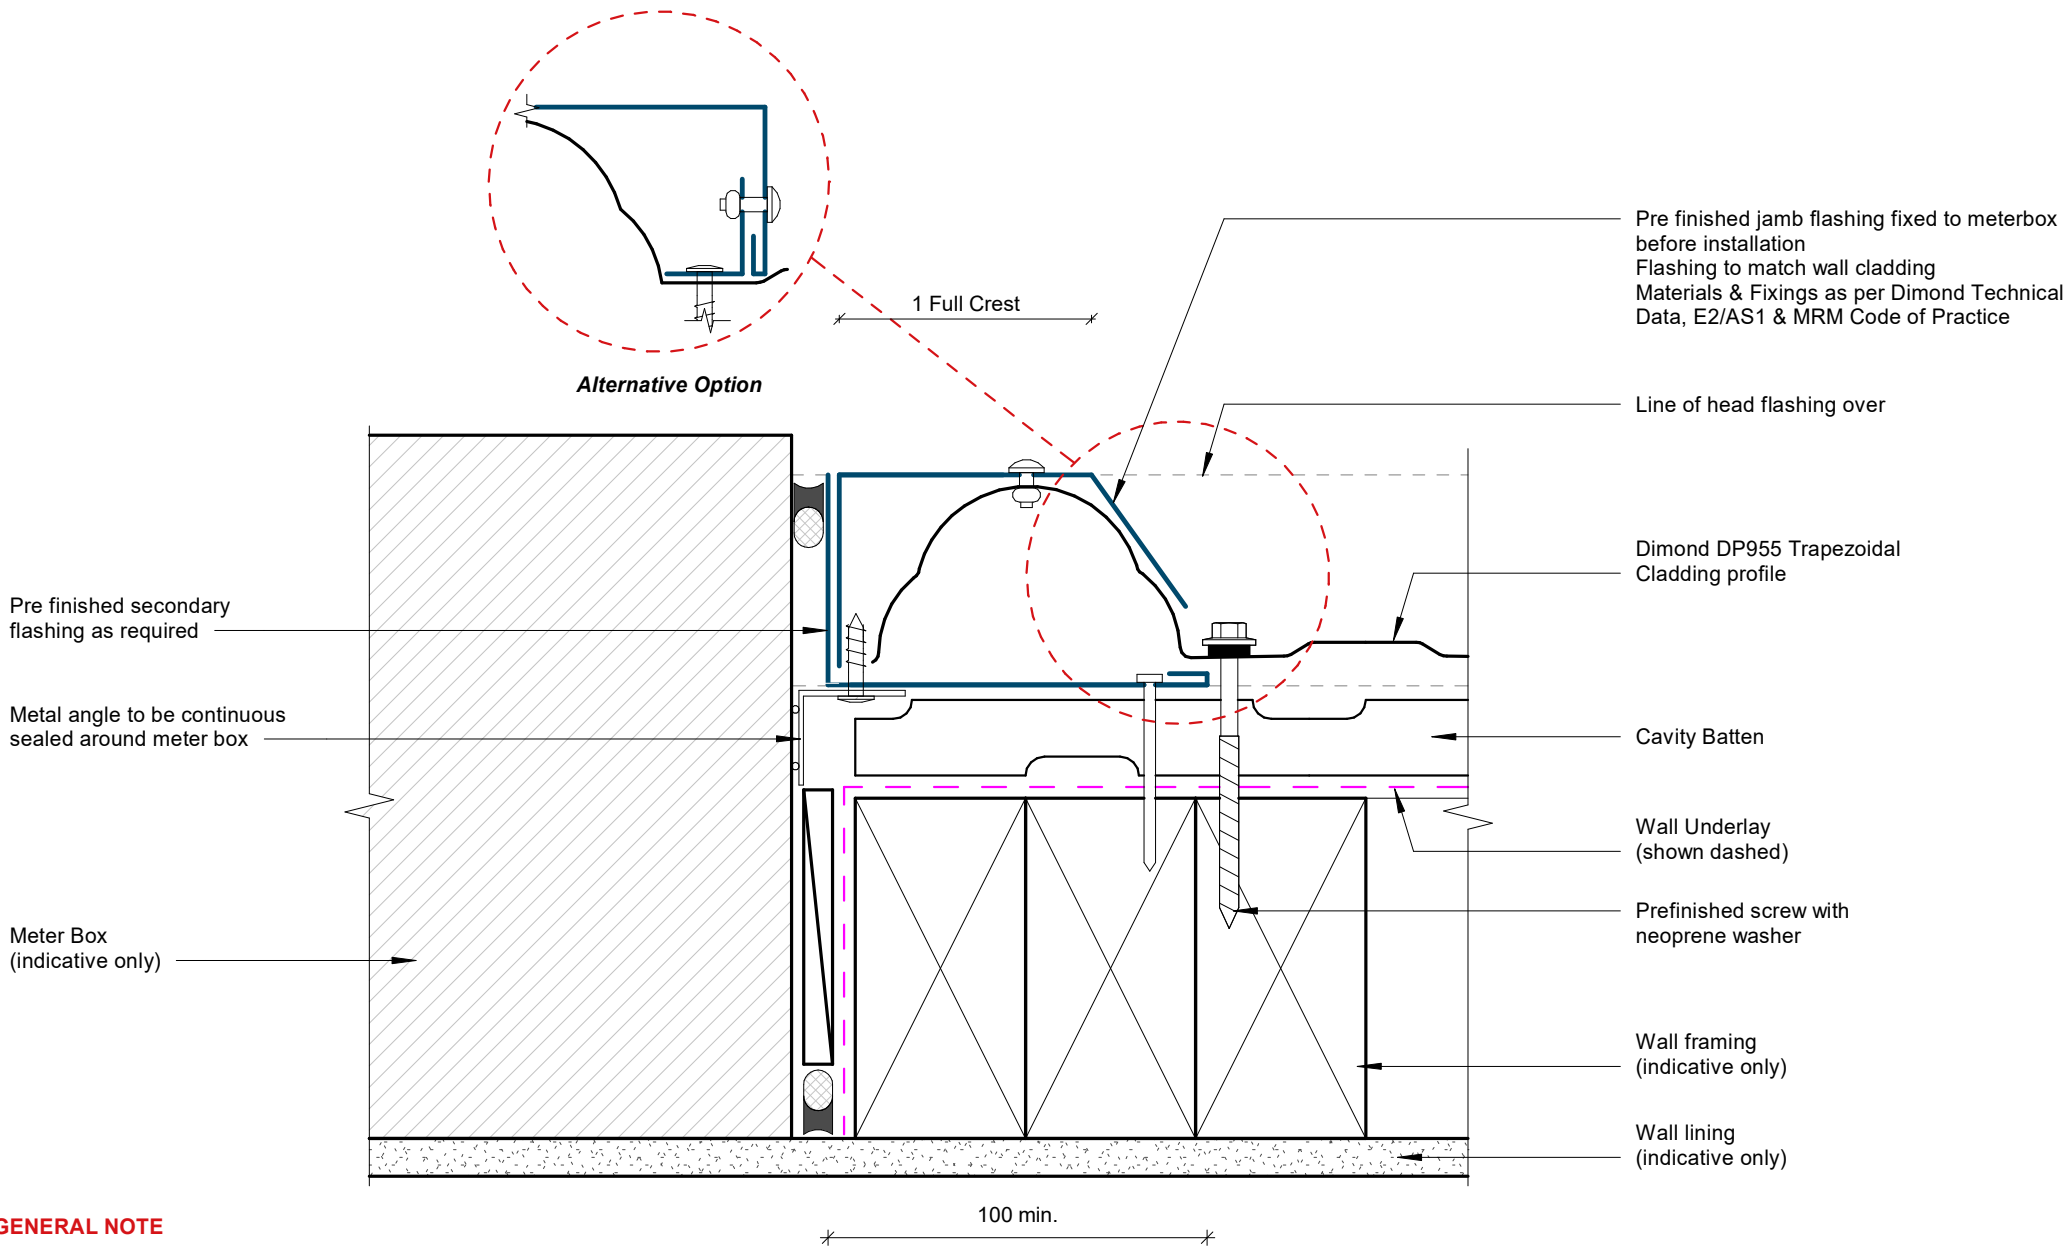 1 Full Crest
Alternative Option
Pre finished jamb flashing fixed to meterbox
before installation
Flashing to match wall cladding
Materials & Fixings as per Dimond Technical
Data, E2/AS1 & MRM Code of Practice
Line of head flashing over
Dimond DP955 Trapezoidal
Cladding profile
Pre finished secondary
flashing as required
Metal angle to be continuous
sealed around meter box
Cavity Batten
Wall Underlay
(shown dashed)
Prefinished screw with
neoprene washer
Meter Box
(indicative only)
Wall framing
(indicative only)
Wall lining
(indicative only)
100 min.
GENERAL NOTE